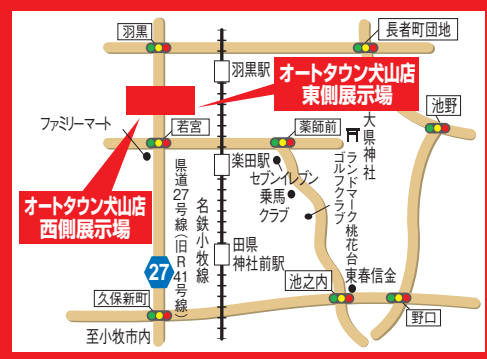 羽黒
長者町団地
羽黒駅
オートタウン犬山店
東側展示場
池野
ファミリーマート
若宮
薬師前
大県神社
楽田駅
セブンイレブン
乗馬
クラブ
ランドマーク桃花台
ゴルフクラブ
オートタウン犬山店
西側展示場
県道27号線(旧R41号線)
名鉄小牧線
田県
神社前駅
27
東春信金
池之内
久保新町
野口
至小牧市内